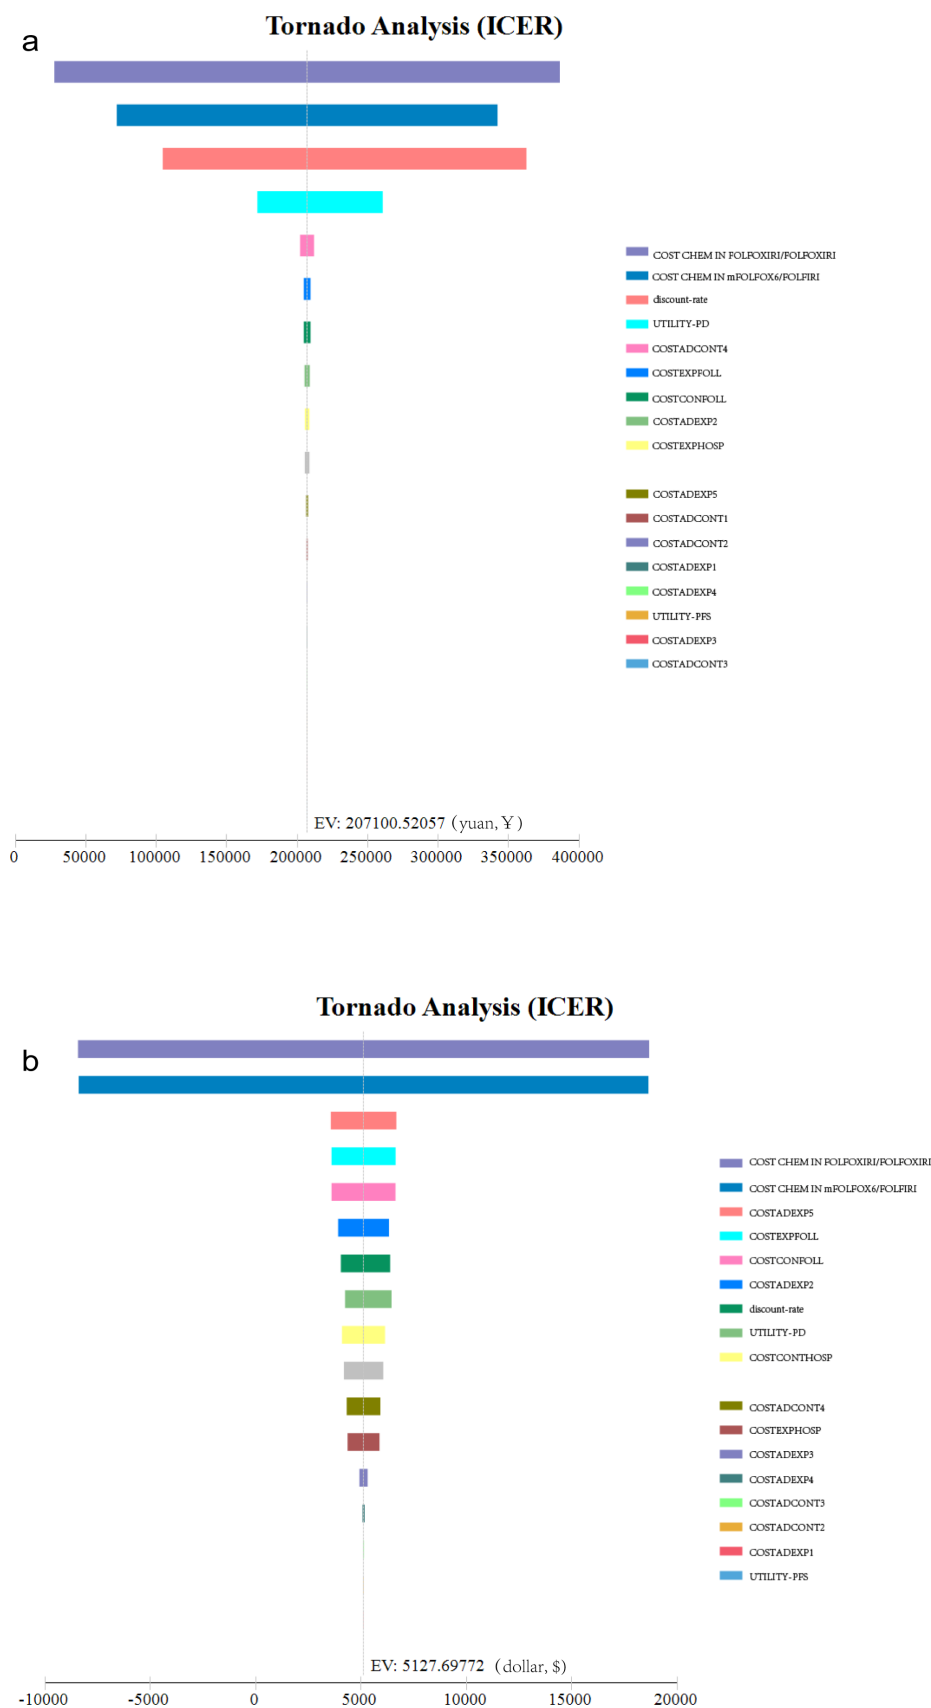 Tornado Analysis (ICER)
a
COST CHEM IN FOLFOXIRI/FOLFOXIRI
COST CHEM IN mFOLFOX6/FOLFIRI
discount-rate
UTILITY-PD
COSTADCONT4
COSTEXPFOLL
COSTCONFOLL
COSTADEXP2
COSTEXPHOSP
COSTADEXP5
COSTADCONT1
COSTADCONT2
COSTADEXP1
COSTADEXP4
UTILITY-PFS
COSTADEXP3
COSTADCONT3
EV: 207100.52057 (yuan, ¥)
0 50000 100000 150000 200000 250000 300000 350000 400000
Tornado Analysis (ICER)
b
COST CHEM IN FOLFOXIRI/FOLFOXIRI
COST CHEM IN mFOLFOX6/FOLFIRI
COSTADEXP5
COSTEXPFOLL
COSTCONFOLL
COSTADEXP2
discount-rate
UTILITY-PD
COSTCONTHOSP
COSTADCONT4
COSTEXPHOSP
COSTADEXP3
COSTADEXP4
COSTADCONT3
COSTADCONT2
COSTADEXP1
UTILITY-PFS
EV: 5127.69772 (dollar, $)
-10000 -5000 0 5000 10000 15000 20000